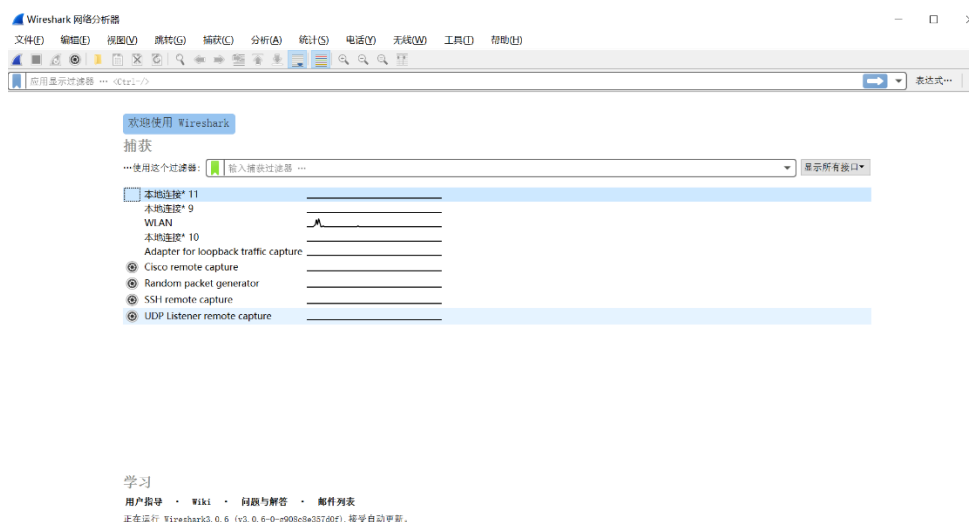 Wireshark 网络分析器
文件(F) 编辑(E) 视图(V) 跳转(G) 捕获(C) 分析(A) 统计(S) 电话(Y) 无线(W) 工具(T) 帮助(H)
应用显示过滤器 … <Ctrl-/> 表达式…
欢迎使用 Wireshark
捕获
…使用这个过滤器: 输入捕获过滤器 … 显示所有接口
本地连接* 11
本地连接* 9
WLAN
本地连接* 10
Adapter for loopback traffic capture
Cisco remote capture
Random packet generator
SSH remote capture
UDP Listener remote capture
学习
用户指导 · Wiki · 问题与解答 · 邮件列表
正在运行 Wireshark3.0.6 (v3.0.6-0-g908c8e357d0f).接受自动更新。